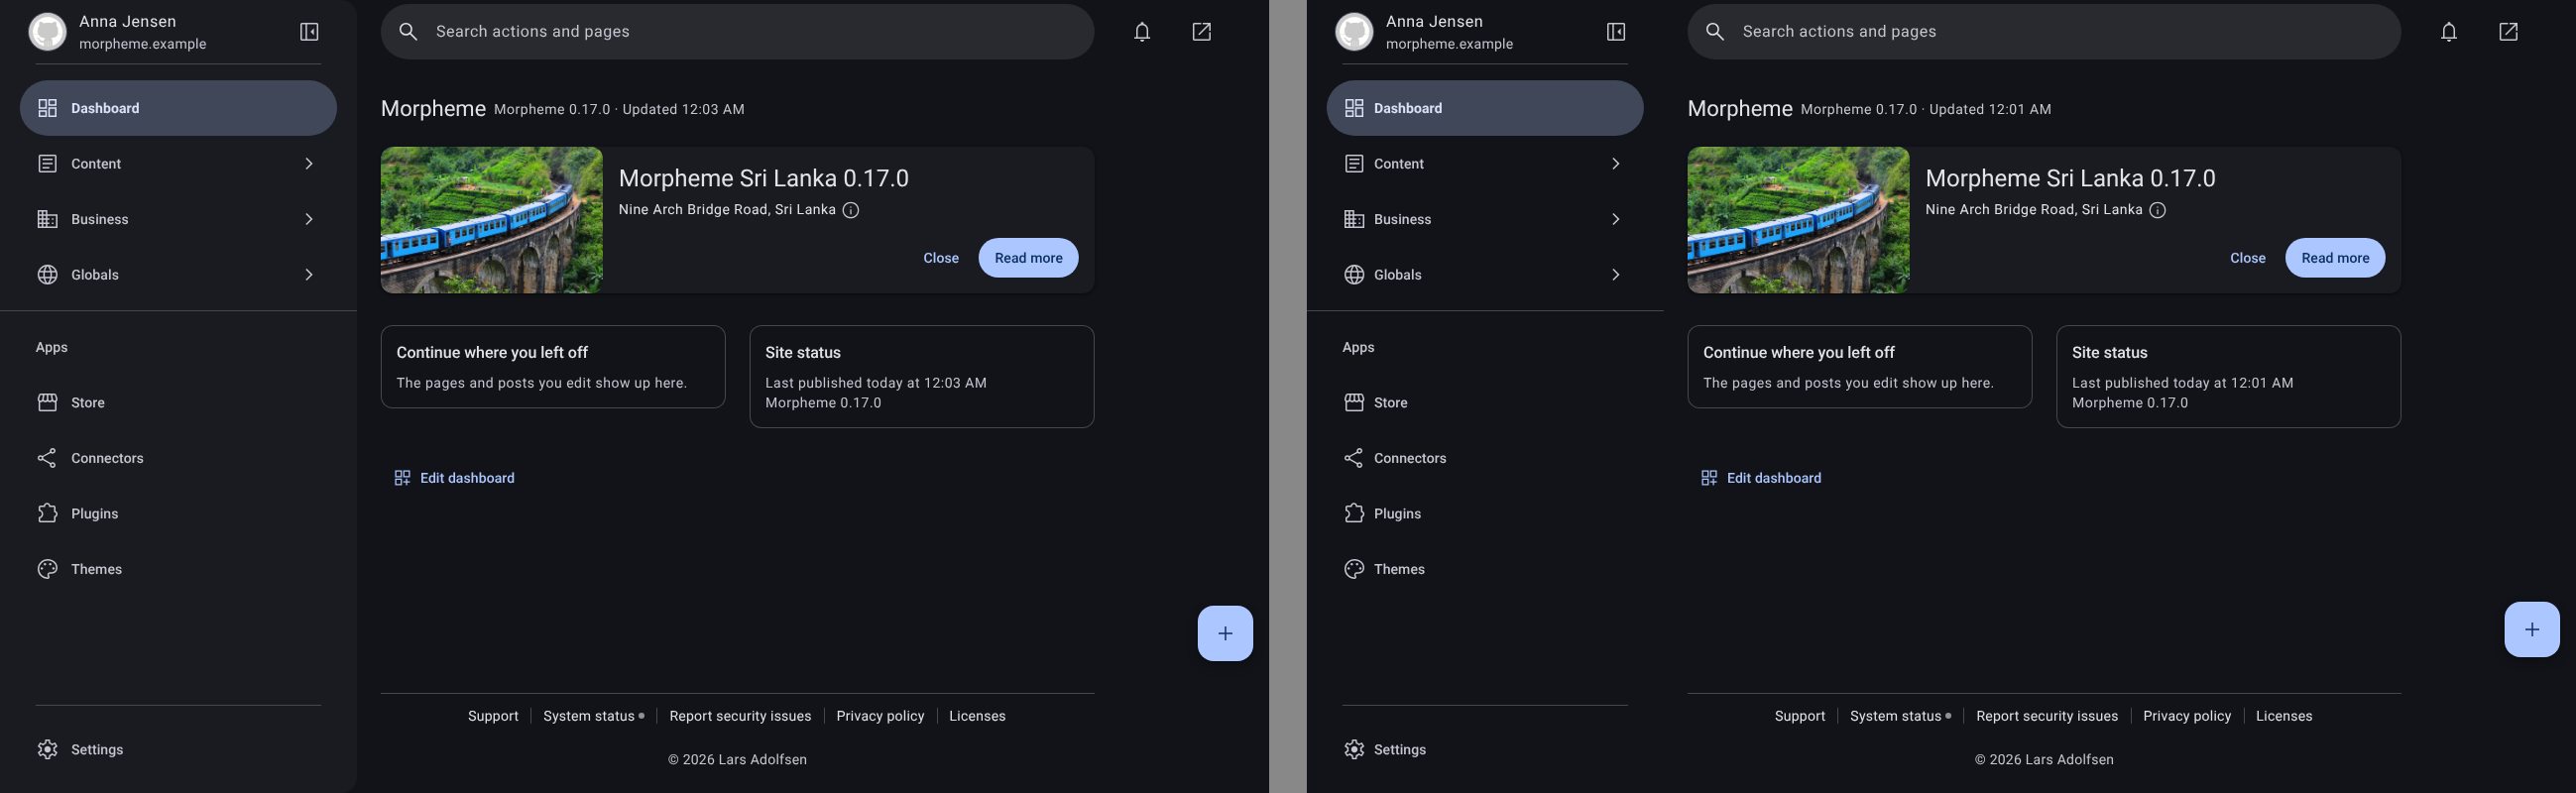 Anna Jensen
morpheme.example
Dashboard
Content
Business
Globals
Apps
Store
Connectors
Plugins
Themes
Settings
Search actions and pages
Morpheme Morpheme 0.17.0 · Updated 12:03 AM
Morpheme Sri Lanka 0.17.0
Nine Arch Bridge Road, Sri Lanka
Close Read more
Continue where you left off
The pages and posts you edit show up here.
Site status
Last published today at 12:03 AM
Morpheme 0.17.0
Edit dashboard
Support System status Report security issues Privacy policy Licenses
© 2026 Lars Adolfsen
Anna Jensen
morpheme.example
Dashboard
Content
Business
Globals
Apps
Store
Connectors
Plugins
Themes
Settings
Search actions and pages
Morpheme Morpheme 0.17.0 · Updated 12:01 AM
Morpheme Sri Lanka 0.17.0
Nine Arch Bridge Road, Sri Lanka
Close Read more
Continue where you left off
The pages and posts you edit show up here.
Site status
Last published today at 12:01 AM
Morpheme 0.17.0
Edit dashboard
Support System status Report security issues Privacy policy Licenses
© 2026 Lars Adolfsen